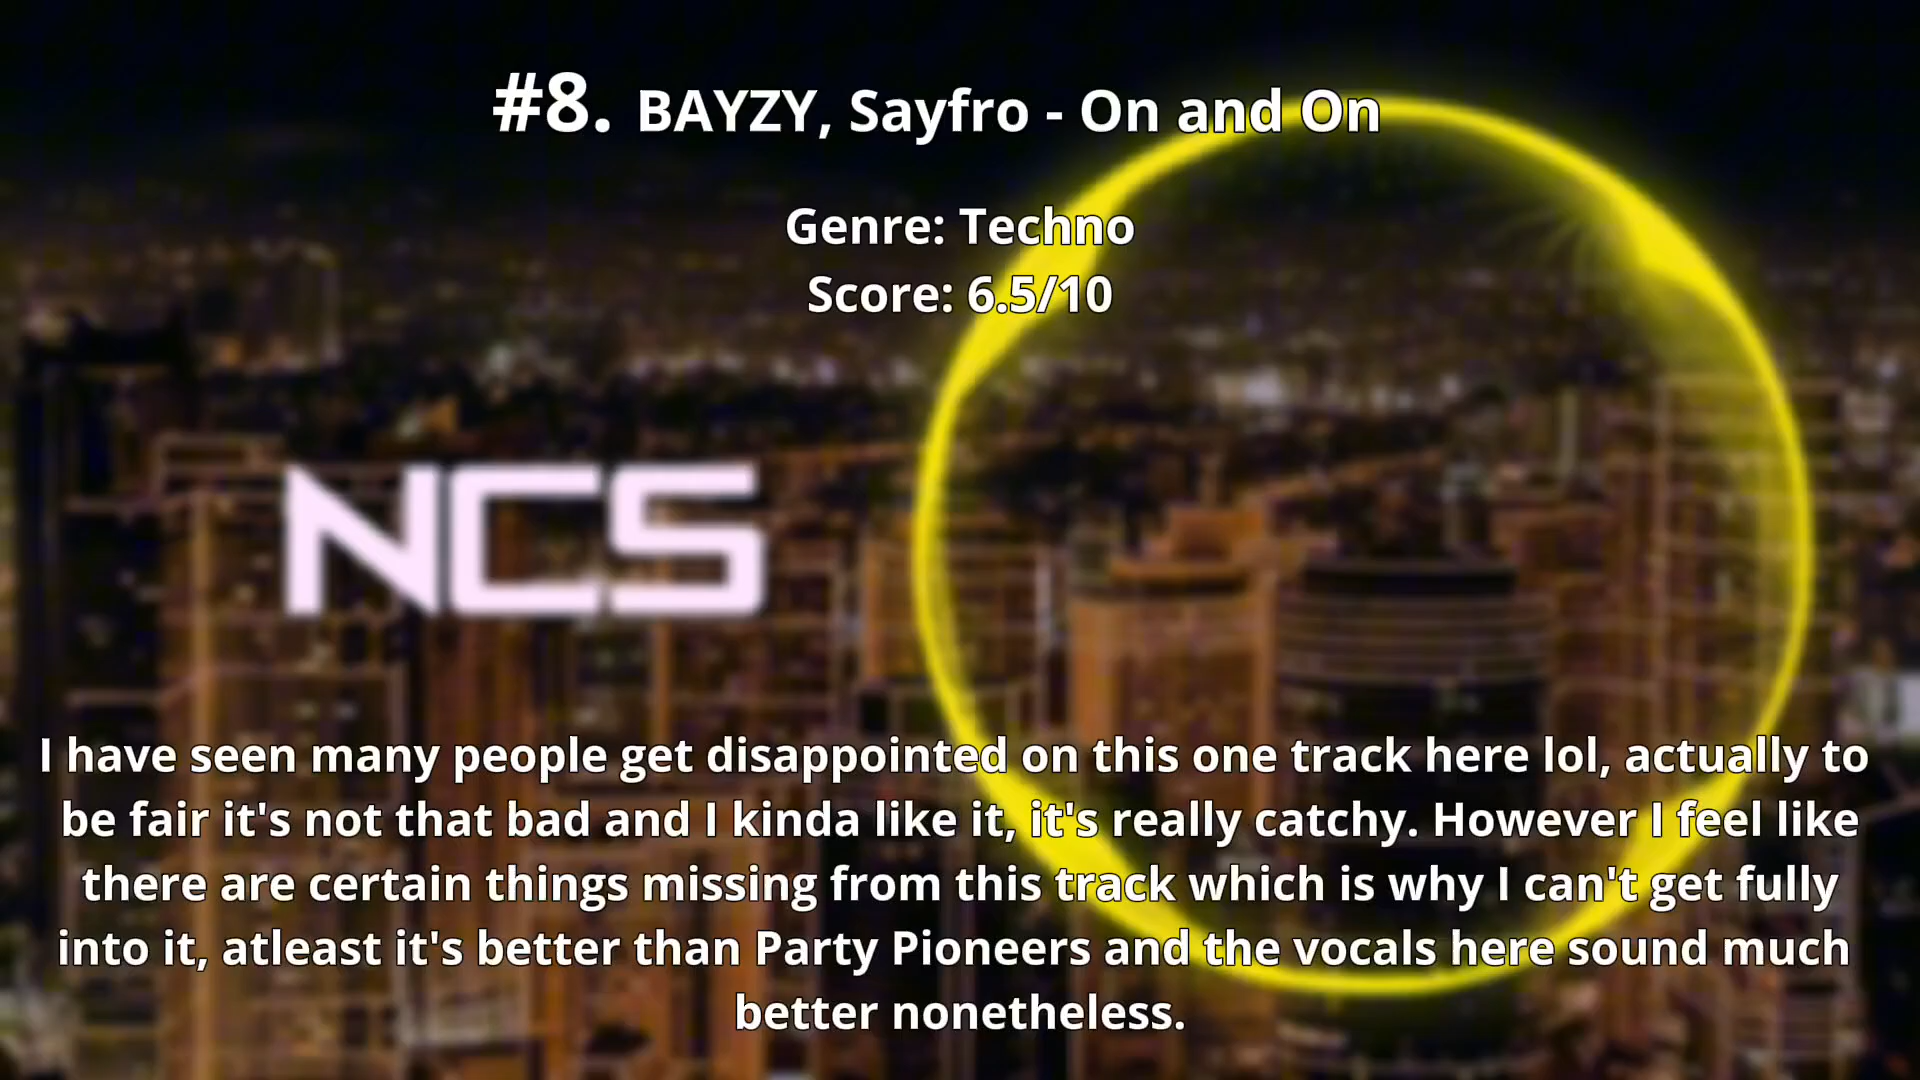 #8. BAYZY, Sayfro - On and On
Genre: Techno
Score: 6.5/10
NCS
I have seen many people get disappointed on this one track here lol, actually to
be fair it's not that bad and I kinda like it, it's really catchy. However I feel like
there are certain things missing from this track which is why I can't get fully
into it, atleast it's better than Party Pioneers and the vocals here sound much
better nonetheless.